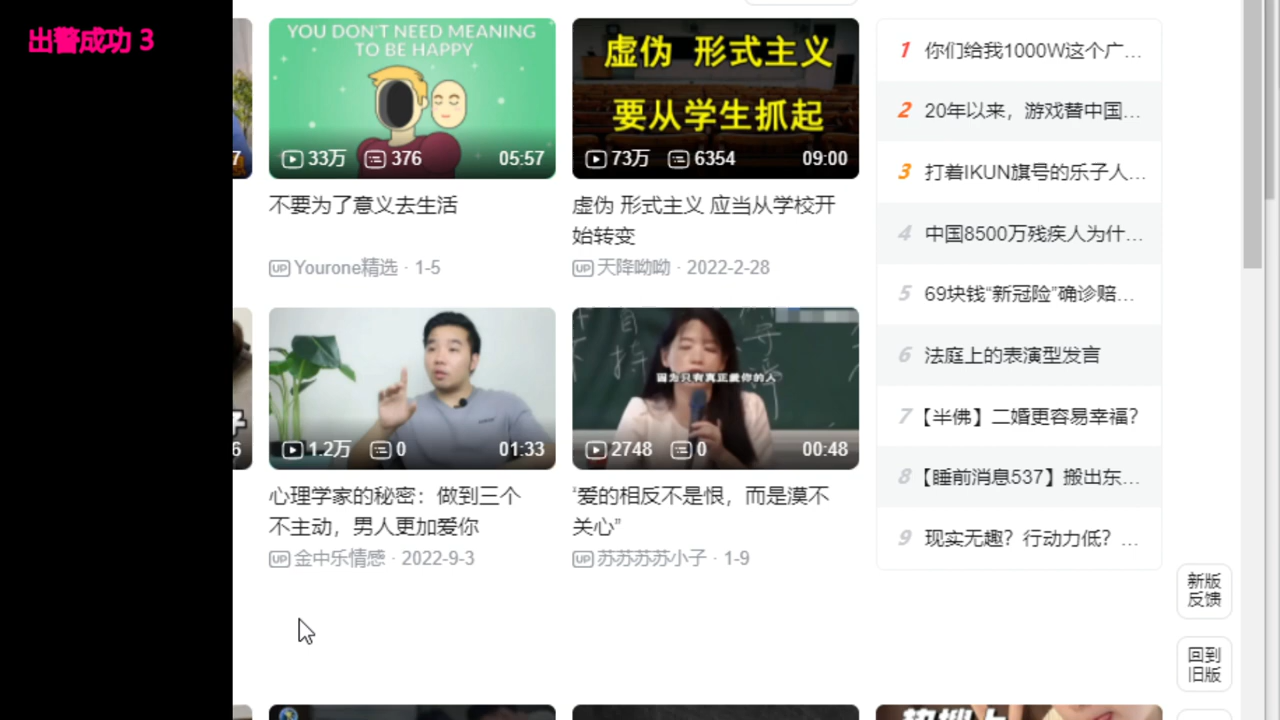 出警成功 3
YOU DON'T NEED MEANING
TO BE HAPPY
33万 376 05:57
不要为了意义去生活
UP Yourone精选 · 1-5
虚伪 形式主义
要从学生抓起
73万 6354 09:00
虚伪 形式主义 应当从学校开
始转变
UP 天降呦呦 · 2022-2-28
7
6
1.2万 0 01:33
心理学家的秘密：做到三个
不主动，男人更加爱你
UP 金中乐情感 · 2022-9-3
因为只有真正爱你的人
2748 0 00:48
“爱的相反不是恨，而是漠不
关心”
UP 苏苏苏苏小子 · 1-9
1 你们给我1000W这个广…
2 20年以来，游戏替中国…
3 打着IKUN旗号的乐子人…
4 中国8500万残疾人为什…
5 69块钱“新冠险”确诊赔…
6 法庭上的表演型发言
7 【半佛】二婚更容易幸福？
8 【睡前消息537】搬出东…
9 现实无趣？行动力低？…
新版
反馈
回到
旧版